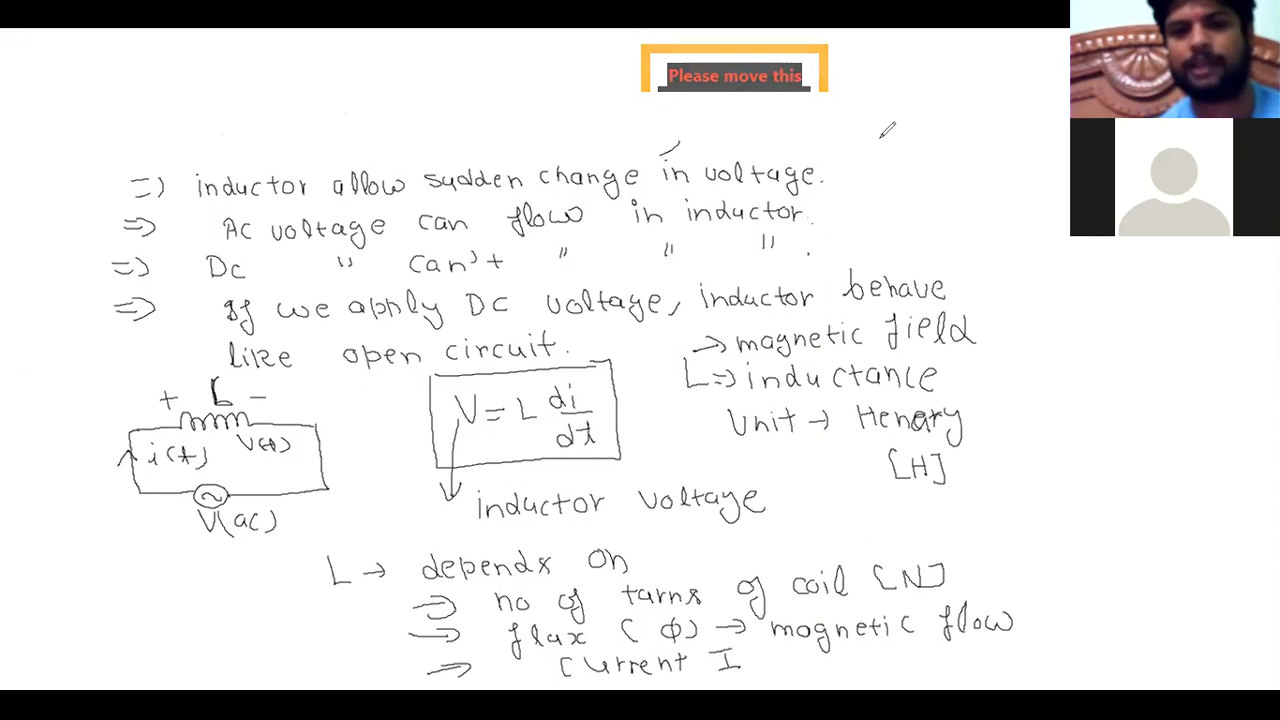 Please move this
=> inductor allow sudden change in voltage.
=> Ac voltage can flow in inductor.
=> Dc " can't " " " .
=> If we apply DC voltage, inductor behave
like open circuit.
-> magnetic field
L => inductance
Unit -> Henary
[H]
+ L -
i(t) V(t)
V(ac)
V = L di/dt
inductor voltage
L -> depends on
=> no of tarns of coil [N]
=> flux (ϕ) -> magnetic flow
=> Current I